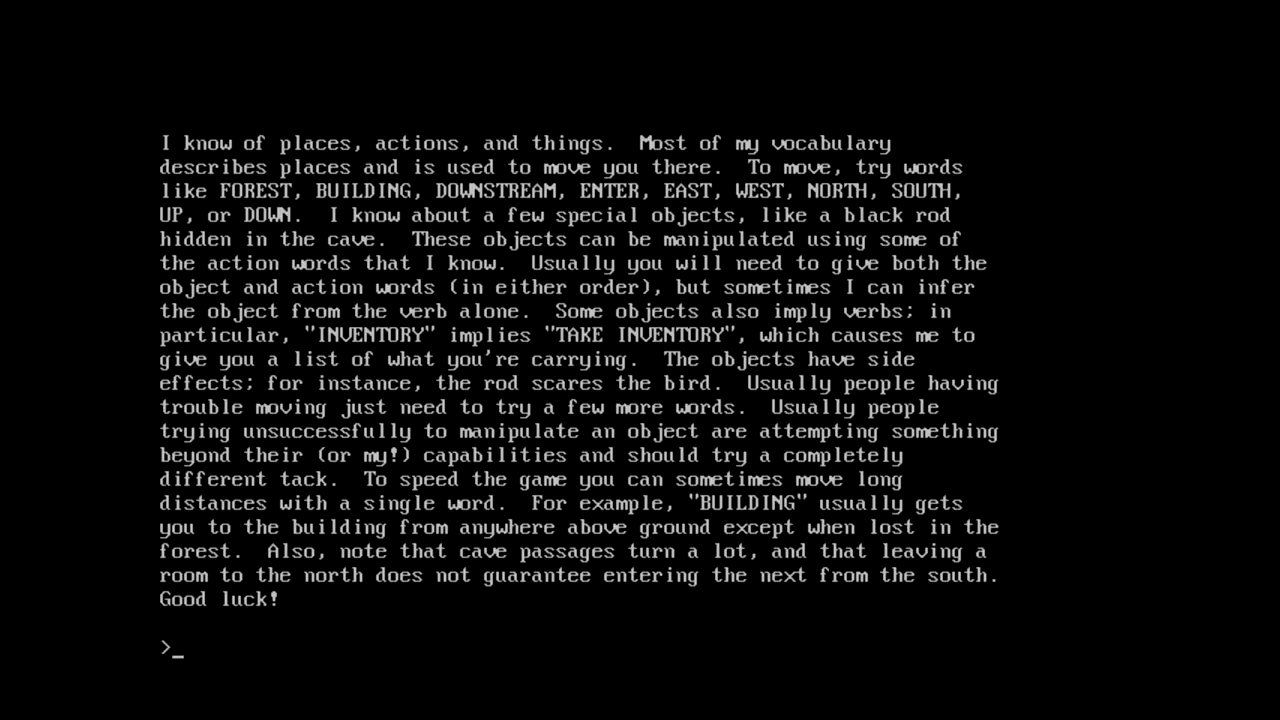 I know of places, actions, and things.  Most of my vocabulary
describes places and is used to move you there.  To move, try words
like FOREST, BUILDING, DOWNSTREAM, ENTER, EAST, WEST, NORTH, SOUTH,
UP, or DOWN.  I know about a few special objects, like a black rod
hidden in the cave.  These objects can be manipulated using some of
the action words that I know.  Usually you will need to give both the
object and action words (in either order), but sometimes I can infer
the object from the verb alone.  Some objects also imply verbs; in
particular, "INVENTORY" implies "TAKE INVENTORY", which causes me to
give you a list of what you're carrying.  The objects have side
effects; for instance, the rod scares the bird.  Usually people having
trouble moving just need to try a few more words.  Usually people
trying unsuccessfully to manipulate an object are attempting something
beyond their (or my!) capabilities and should try a completely
different tack.  To speed the game you can sometimes move long
distances with a single word.  For example, "BUILDING" usually gets
you to the building from anywhere above ground except when lost in the
forest.  Also, note that cave passages turn a lot, and that leaving a
room to the north does not guarantee entering the next from the south.
Good luck!
>_